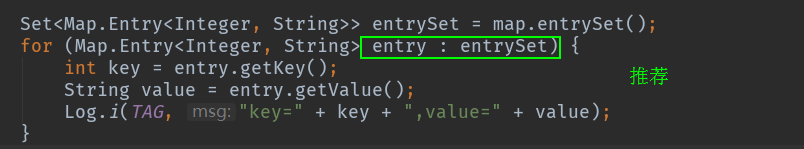 Set<Map.Entry<Integer, String>> entrySet = map.entrySet();
for (Map.Entry<Integer, String> entry : entrySet) {
int key = entry.getKey();
String value = entry.getValue();
推荐
Log.i(TAG, msg: "key=" + key + ",value=" + value);
}